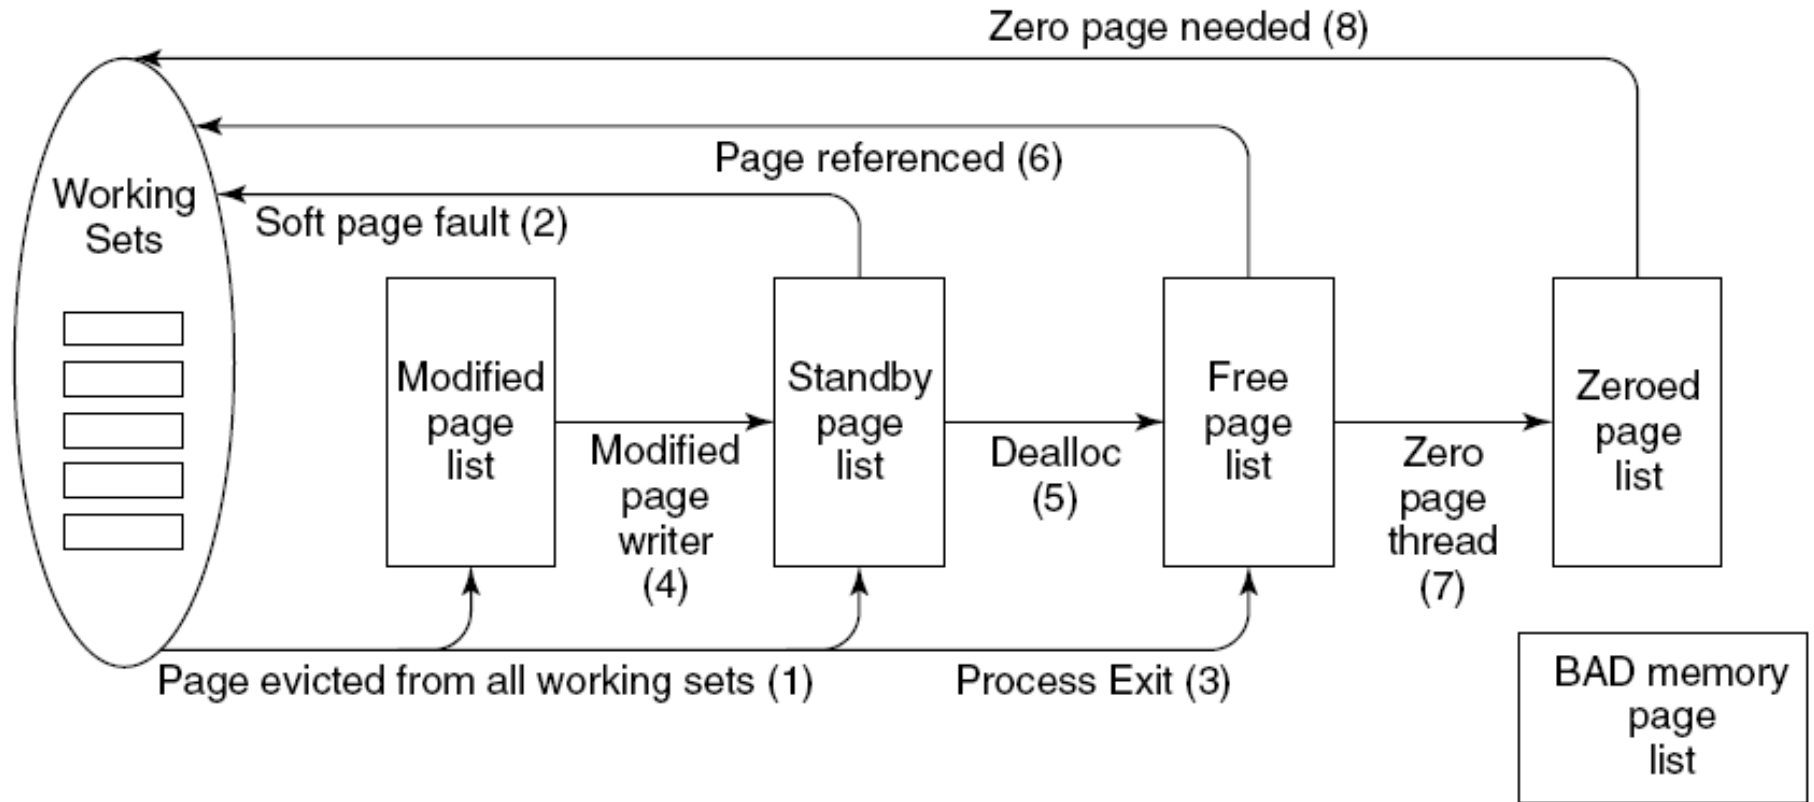 Zero page needed (8)
Page referenced (6)
Working
Sets
Soft page fault (2)
Modified
page
list
Modified
page
writer
(4)
Standby
page
list
Dealloc
(5)
Free
page
list
Zero
page
thread
(7)
Zeroed
page
list
Page evicted from all working sets (1)
Process Exit (3)
BAD memory
page
list